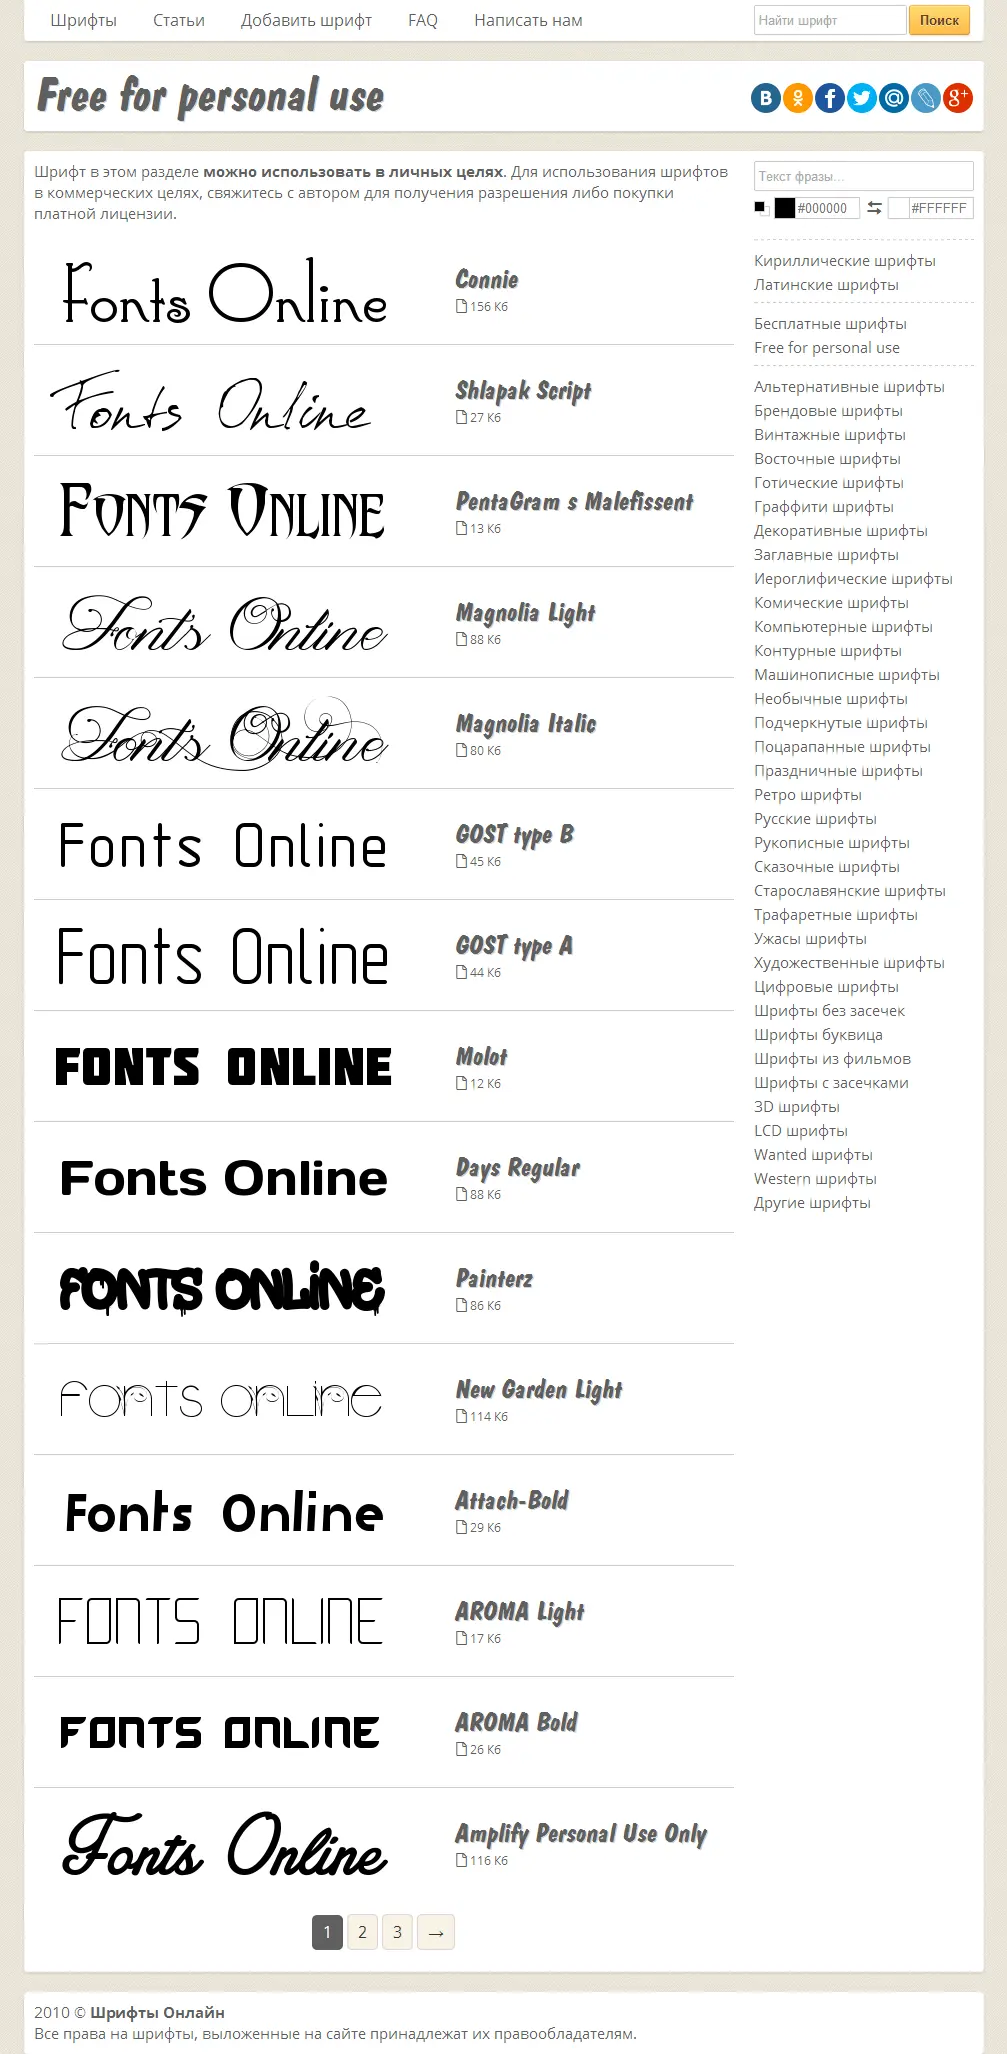 Шрифты Статьи Добавить шрифт FAQ Написать нам Найти шрифт Поиск
Free for personal use
Шрифт в этом разделе можно использовать в личных целях. Для использования шрифтов
в коммерческих целях, свяжитесь с автором для получения разрешения либо покупки
платной лицензии.
Fonts Online
Connie
156 Кб
Fonts Online
Shlapak Script
27 Кб
Fonts Online
PentaGram s Malefissent
13 Кб
Fonts Online
Magnolia Light
88 Кб
Fonts Online
Magnolia Italic
80 Кб
Fonts Online
GOST type B
45 Кб
Fonts Online
GOST type A
44 Кб
FONTS ONLINE
Molot
12 Кб
Fonts Online
Days Regular
88 Кб
FONTS ONLiNE
Painterz
86 Кб
fonts online
New Garden Light
114 Кб
Fonts Online
Attach-Bold
29 Кб
FONTS ONLINE
AROMA Light
17 Кб
FONTS ONLINE
AROMA Bold
26 Кб
Fonts Online
Amplify Personal Use Only
116 Кб
1 2 3 →
Текст фразы...
#000000 #FFFFFF
Кириллические шрифты
Латинские шрифты
Бесплатные шрифты
Free for personal use
Альтернативные шрифты
Брендовые шрифты
Винтажные шрифты
Восточные шрифты
Готические шрифты
Граффити шрифты
Декоративные шрифты
Заглавные шрифты
Иероглифические шрифты
Комические шрифты
Компьютерные шрифты
Контурные шрифты
Машинописные шрифты
Необычные шрифты
Подчеркнутые шрифты
Поцарапанные шрифты
Праздничные шрифты
Ретро шрифты
Русские шрифты
Рукописные шрифты
Сказочные шрифты
Старославянские шрифты
Трафаретные шрифты
Ужасы шрифты
Художественные шрифты
Цифровые шрифты
Шрифты без засечек
Шрифты буквица
Шрифты из фильмов
Шрифты с засечками
3D шрифты
LCD шрифты
Wanted шрифты
Western шрифты
Другие шрифты
2010 © Шрифты Онлайн
Все права на шрифты, выложенные на сайте принадлежат их правообладателям.